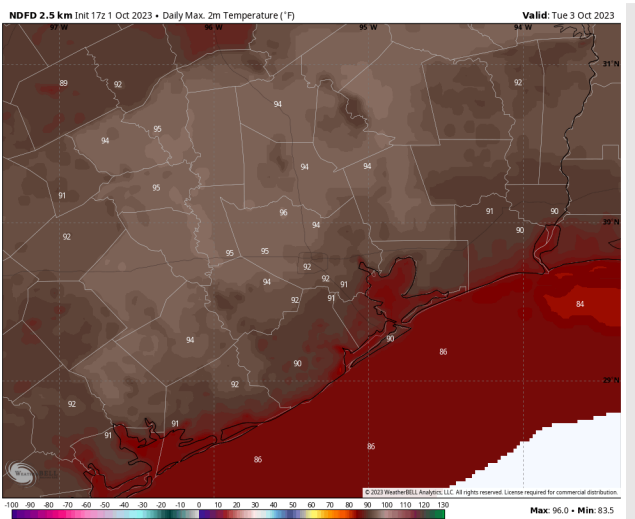 NDFD 2.5 km Init 17z 1 Oct 2023 • Daily Max. 2m Temperature (°F)
Valid: Tue 3 Oct 2023
97°W 96°W 95°W 94°W
31°N
89 92 94 92
95
94
94 94
95
91
96 91 90
94 30°N
92 90
95 95
92
94 92 91
92 91
84
94 90
86
90
29°N
92
92
91
91
86
86
WeatherBELL
© 2023 WeatherBELL Analytics, LLC. All rights reserved. License required for commercial distribution.
-100 -90 -80 -70 -60 -50 -40 -30 -20 -10 0 10 20 30 40 50 60 70 80 90 100 110 120 130
Max: 96.0 • Min: 83.5